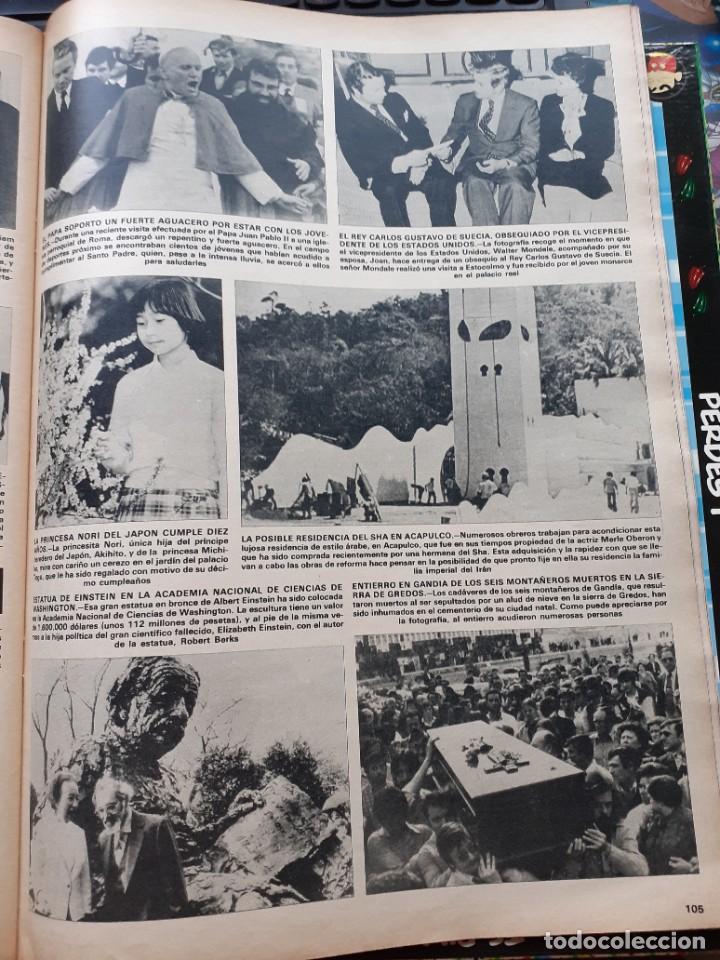 PAPA SOPORTO UN FUERTE AGUACERO POR ESTAR CON LOS JOVE-
.—Durante una reciente visita efectuada por el Papa Juan Pablo II a una igle-
parroquial de Roma, descargó un repentino y fuerte aguacero. En el campo
deportes próximo se encontraban cientos de jóvenes que habían acudido a
al Santo Padre, quien, pese a la intensa lluvia, se acercó a ellos
para saludarles
EL REY CARLOS GUSTAVO DE SUECIA, OBSEQUIADO POR EL VICEPRESI-
DENTE DE LOS ESTADOS UNIDOS.—La fotografía recoge el momento en que
el vicepresidente de los Estados Unidos, Walter Mondale, acompañado por su
esposa, Joan, hace entrega de un obsequio al Rey Carlos Gustavo de Suecia. El
señor Mondale realizó una visita a Estocolmo y fue recibido por el joven monarca
en el palacio real
LA PRINCESA NORI DEL JAPON CUMPLE DIEZ
AÑOS.—La princesita Nori, única hija del príncipe
heredero del Japón, Akihito, y de la princesa Michi-
mira con cariño un cerezo en el jardín del palacio
que le ha sido regalado con motivo de su déci-
mo cumpleaños
LA POSIBLE RESIDENCIA DEL SHA EN ACAPULCO.—Numerosos obreros trabajan para acondicionar esta
lujosa residencia de estilo árabe, en Acapulco, que fue en sus tiempos propiedad de la actriz Merle Oberon y
que ha sido comprada recientemente por una hermana del Sha. Esta adquisición y la rapidez con que se lle-
van a cabo las obras de reforma hace pensar en la posibilidad de que pronto fije en ella su residencia la fami-
lia imperial del Irán
ESTATUA DE EINSTEIN EN LA ACADEMIA NACIONAL DE CIENCIAS DE
WASHINGTON.—Esa gran estatua en bronce de Albert Einstein ha sido colocada
en la Academia Nacional de Ciencias de Washington. La escultura tiene un valor
de 1.600.000 dólares (unos 112 millones de pesetas), y al pie de la misma ve-
mos a la hija política del gran científico fallecido, Elizabeth Einstein, con el autor
de la estatua, Robert Berks
ENTIERRO EN GANDIA DE LOS SEIS MONTAÑEROS MUERTOS EN LA SIE-
RRA DE GREDOS.—Los cadáveres de los seis montañeros de Gandía, que resul-
taron muertos al ser sepultados por un alud de nieve en la sierra de Gredos, han
sido inhumados en el cementerio de su ciudad natal. Como puede apreciarse por
la fotografía, al entierro acudieron numerosas personas
105
todocoleccion
todocoleccion.net